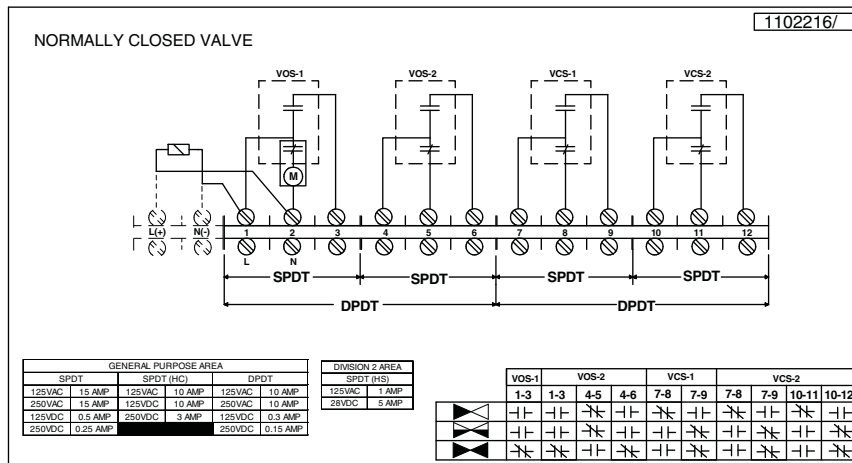 1102216/
NORMALLY CLOSED VALVE
VOS-1 VOS-2 VCS-1 VCS-2
M
L(+) N(-) 1 2 3 4 5 6 7 8 9 10 11 12
L N
SPDT SPDT SPDT SPDT
DPDT DPDT
GENERAL PURPOSE AREA
SPDT SPDT (HC) DPDT
125VAC 15 AMP 125VAC 10 AMP 125VAC 10 AMP
250VAC 15 AMP 125VDC 10 AMP 250VAC 10 AMP
125VDC 0.5 AMP 250VDC 3 AMP 125VDC 0.3 AMP
250VDC 0.25 AMP 250VDC 0.15 AMP
DIVISION 2 AREA
SPDT (HS)
125VAC 1 AMP
28VDC 5 AMP
VOS-1 VOS-2 VCS-1 VCS-2
1-3 1-3 4-5 4-6 7-8 7-9 7-8 7-9 10-11 10-12